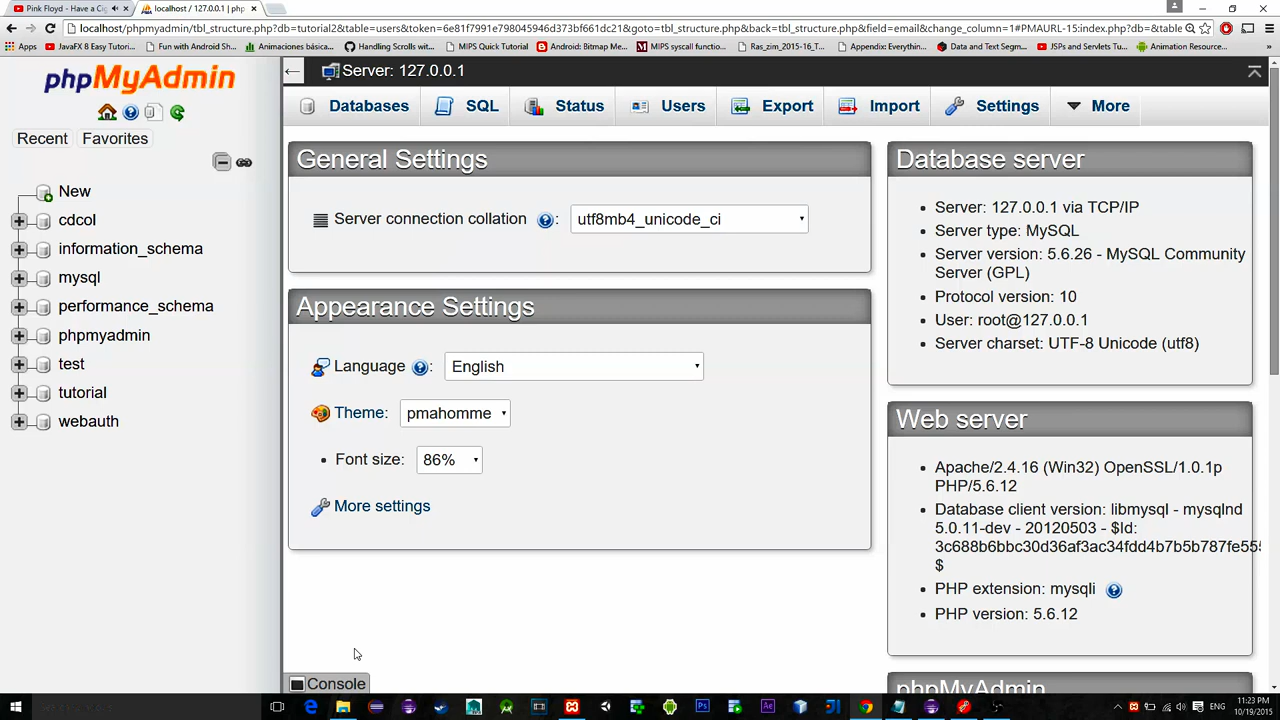 Pink Floyd - Have a Cig
localhost / 127.0.0.1 | php
localhost/phpmyadmin/tbl_structure.php?db=tutorial2&table=users&token=6e81f7991e798045946d373bf661dc21&goto=tbl_structure.php&back=tbl_structure.php&field=email&change_column=1#PMAURL-15:index.php?db=&table
Apps
JavaFX 8 Easy Tutori...
Fun with Android Sh...
Animaciones básica...
Handling Scrolls wit...
MIPS Quick Tutorial
Android: Bitmap Me...
MIPS syscall functio...
Ras_zim_2015-16_T...
Appendix: Everythin...
Data and Text Segm...
JSPs and Servlets Tu...
Animation Resource...
phpMyAdmin
Recent
Favorites
New
cdcol
information_schema
mysql
performance_schema
phpmyadmin
test
tutorial
webauth
Server: 127.0.0.1
Databases
SQL
Status
Users
Export
Import
Settings
More
General Settings
Server connection collation : utf8mb4_unicode_ci
Appearance Settings
Language : English
Theme: pmahomme
Font size: 86%
More settings
Console
Database server
Server: 127.0.0.1 via TCP/IP
Server type: MySQL
Server version: 5.6.26 - MySQL Community
Server (GPL)
Protocol version: 10
User: root@127.0.0.1
Server charset: UTF-8 Unicode (utf8)
Web server
Apache/2.4.16 (Win32) OpenSSL/1.0.1p
PHP/5.6.12
Database client version: libmysql - mysqlnd
5.0.11-dev - 20120503 - $Id:
3c688b6bbc30d36af3ac34fdd4b7b5b787fe555
$
PHP extension: mysqli
PHP version: 5.6.12
phpMyAdmin
ENG
11:23 PM
10/19/2015